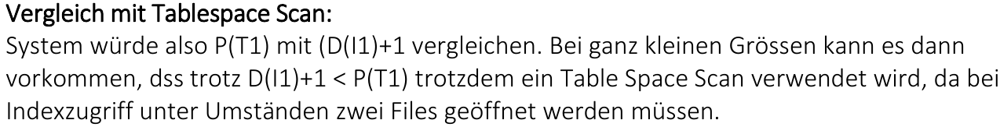 Vergleich mit Tablespace Scan:
System würde also P(T1) mit (D(I1)+1 vergleichen. Bei ganz kleinen Grössen kann es dann
vorkommen, dss trotz D(I1)+1 < P(T1) trotzdem ein Table Space Scan verwendet wird, da bei
Indexzugriff unter Umständen zwei Files geöffnet werden müssen.